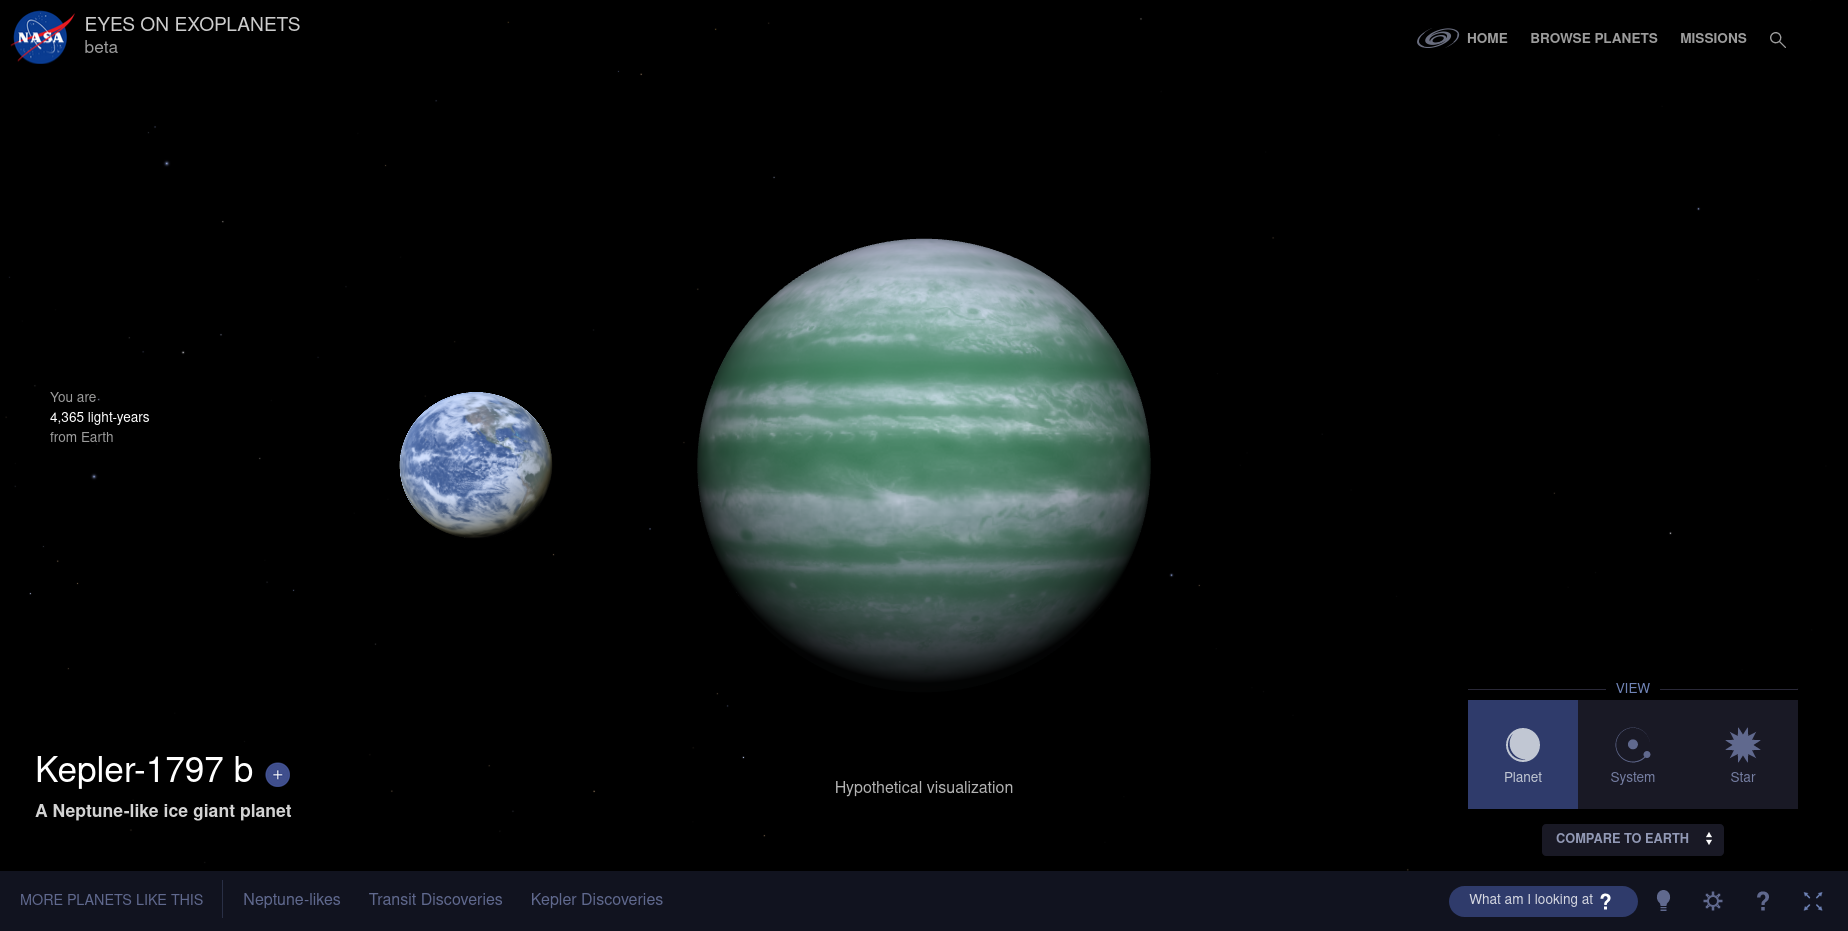 NASA
EYES ON EXOPLANETS
beta
HOME
BROWSE PLANETS
MISSIONS
You are
4,365 light-years
from Earth
Kepler-1797 b +
A Neptune-like ice giant planet
Hypothetical visualization
VIEW
Planet
System
Star
COMPARE TO EARTH
MORE PLANETS LIKE THIS
Neptune-likes
Transit Discoveries
Kepler Discoveries
What am I looking at ?
?